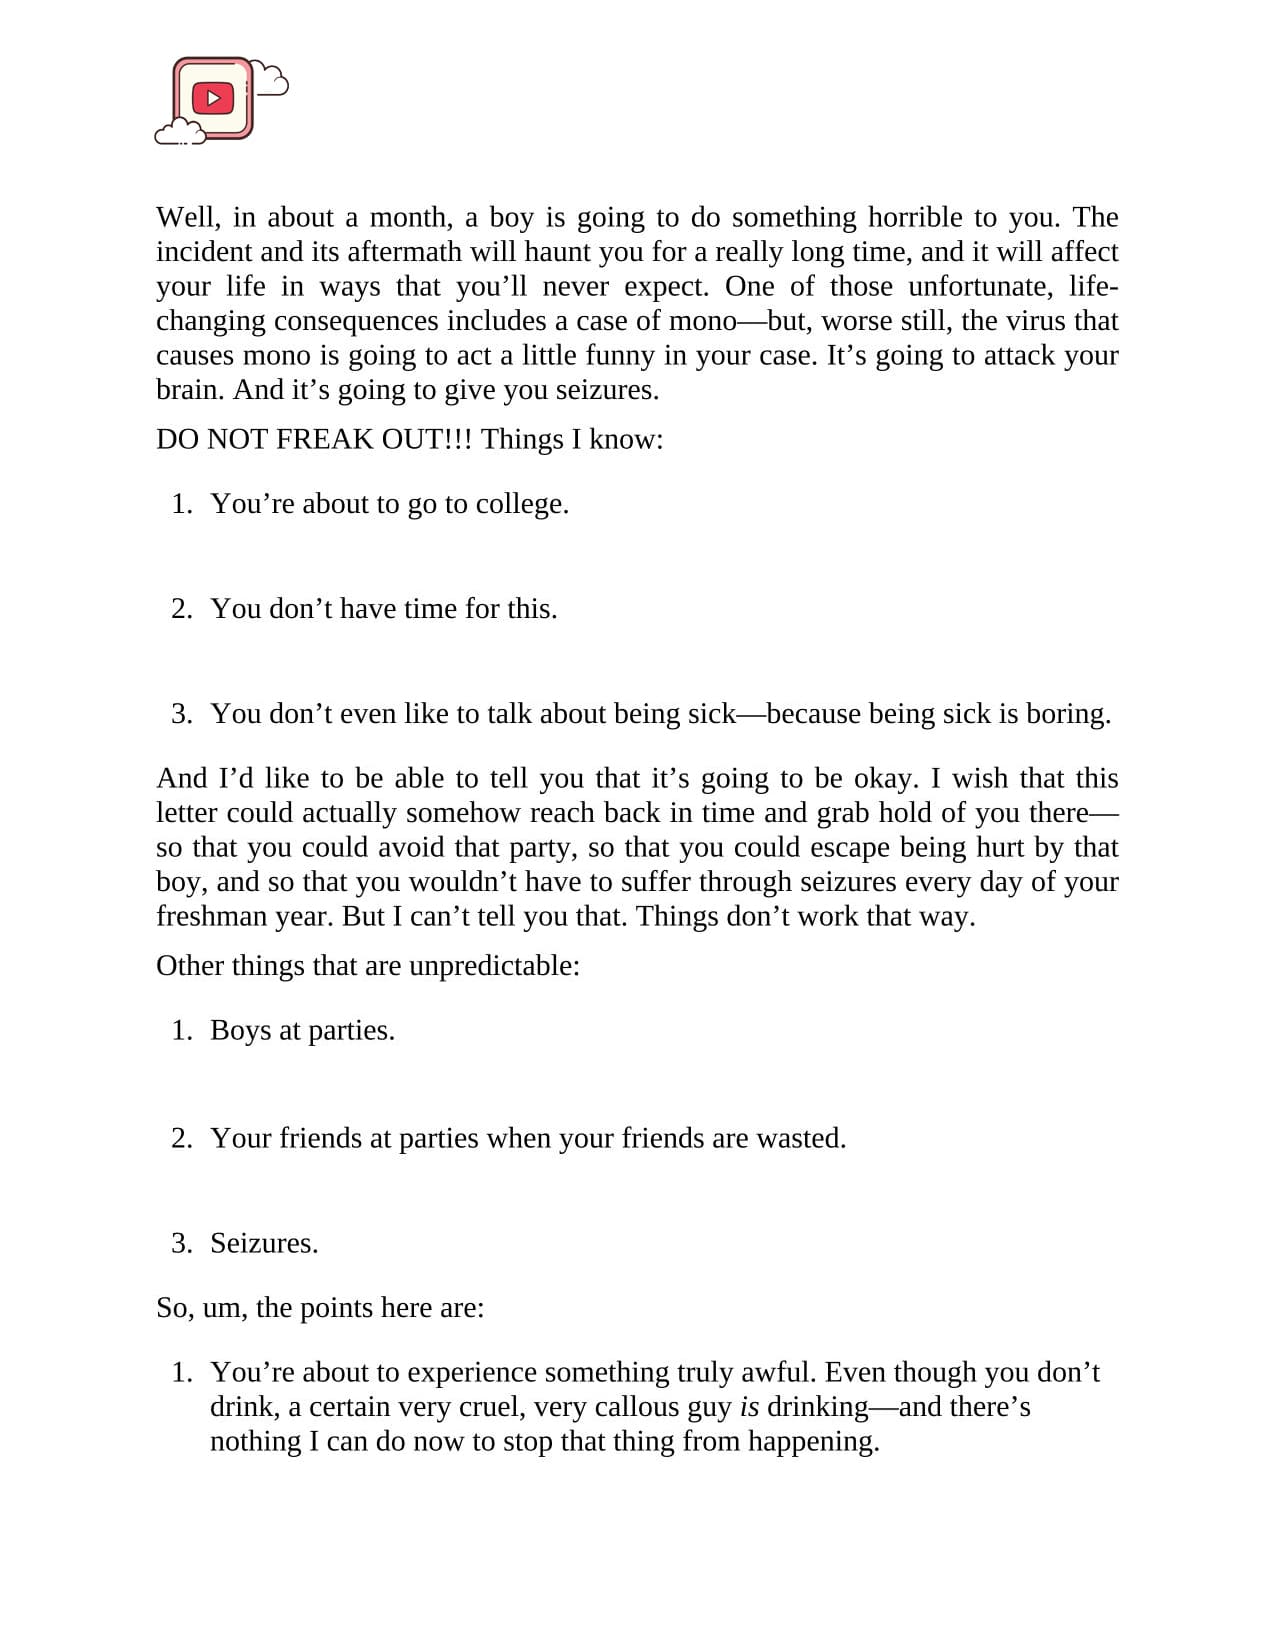 Well, in about a month, a boy is going to do something horrible to you. The
incident and its aftermath will haunt you for a really long time, and it will affect
your life in ways that you’ll never expect. One of those unfortunate, life-
changing consequences includes a case of mono—but, worse still, the virus that
causes mono is going to act a little funny in your case. It’s going to attack your
brain. And it’s going to give you seizures.
DO NOT FREAK OUT!!! Things I know:
1. You’re about to go to college.
2. You don’t have time for this.
3. You don’t even like to talk about being sick—because being sick is boring.
And I’d like to be able to tell you that it’s going to be okay. I wish that this
letter could actually somehow reach back in time and grab hold of you there—
so that you could avoid that party, so that you could escape being hurt by that
boy, and so that you wouldn’t have to suffer through seizures every day of your
freshman year. But I can’t tell you that. Things don’t work that way.
Other things that are unpredictable:
1. Boys at parties.
2. Your friends at parties when your friends are wasted.
3. Seizures.
So, um, the points here are:
1. You’re about to experience something truly awful. Even though you don’t
drink, a certain very cruel, very callous guy is drinking—and there’s
nothing I can do now to stop that thing from happening.